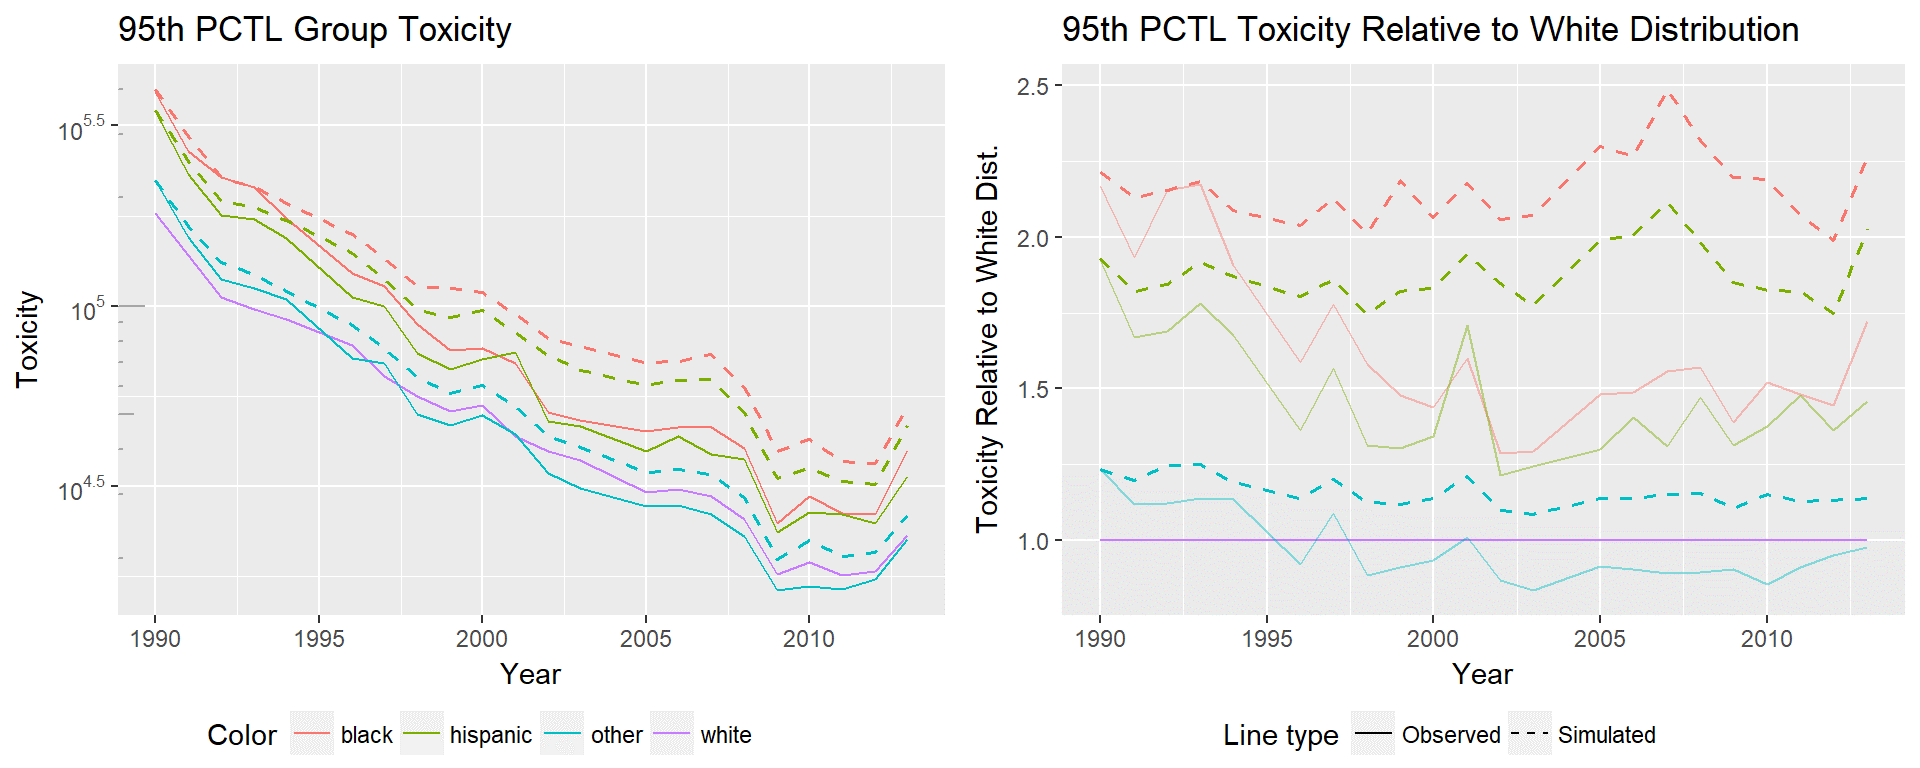 95th PCTL Group Toxicity
Toxicity
10^5.5
10^5
10^4.5
1990 1995 2000 2005 2010
Year
Color black hispanic other white
95th PCTL Toxicity Relative to White Distribution
Toxicity Relative to White Dist.
2.5
2.0
1.5
1.0
1990 1995 2000 2005 2010
Year
Line type Observed Simulated